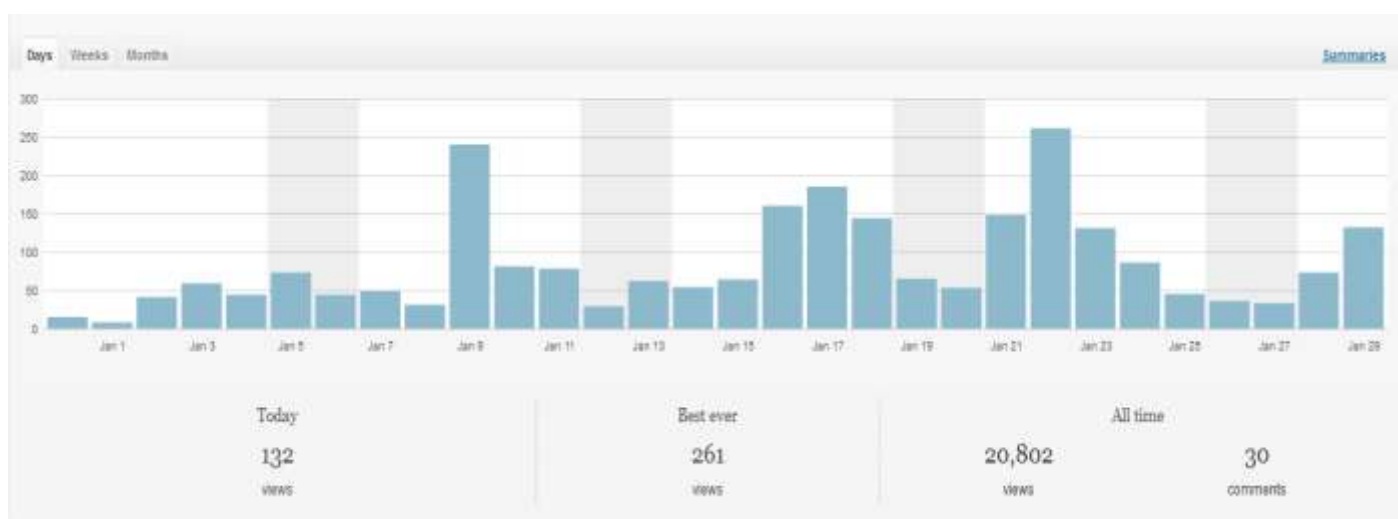 Days Weeks Months Summaries
300
250
200
150
100
50
0
Jan 1 Jan 3 Jan 5 Jan 7 Jan 9 Jan 11 Jan 13 Jan 15 Jan 17 Jan 19 Jan 21 Jan 23 Jan 25 Jan 27 Jan 29
Today Best ever All time
132 261 20,802 30
views views views comments